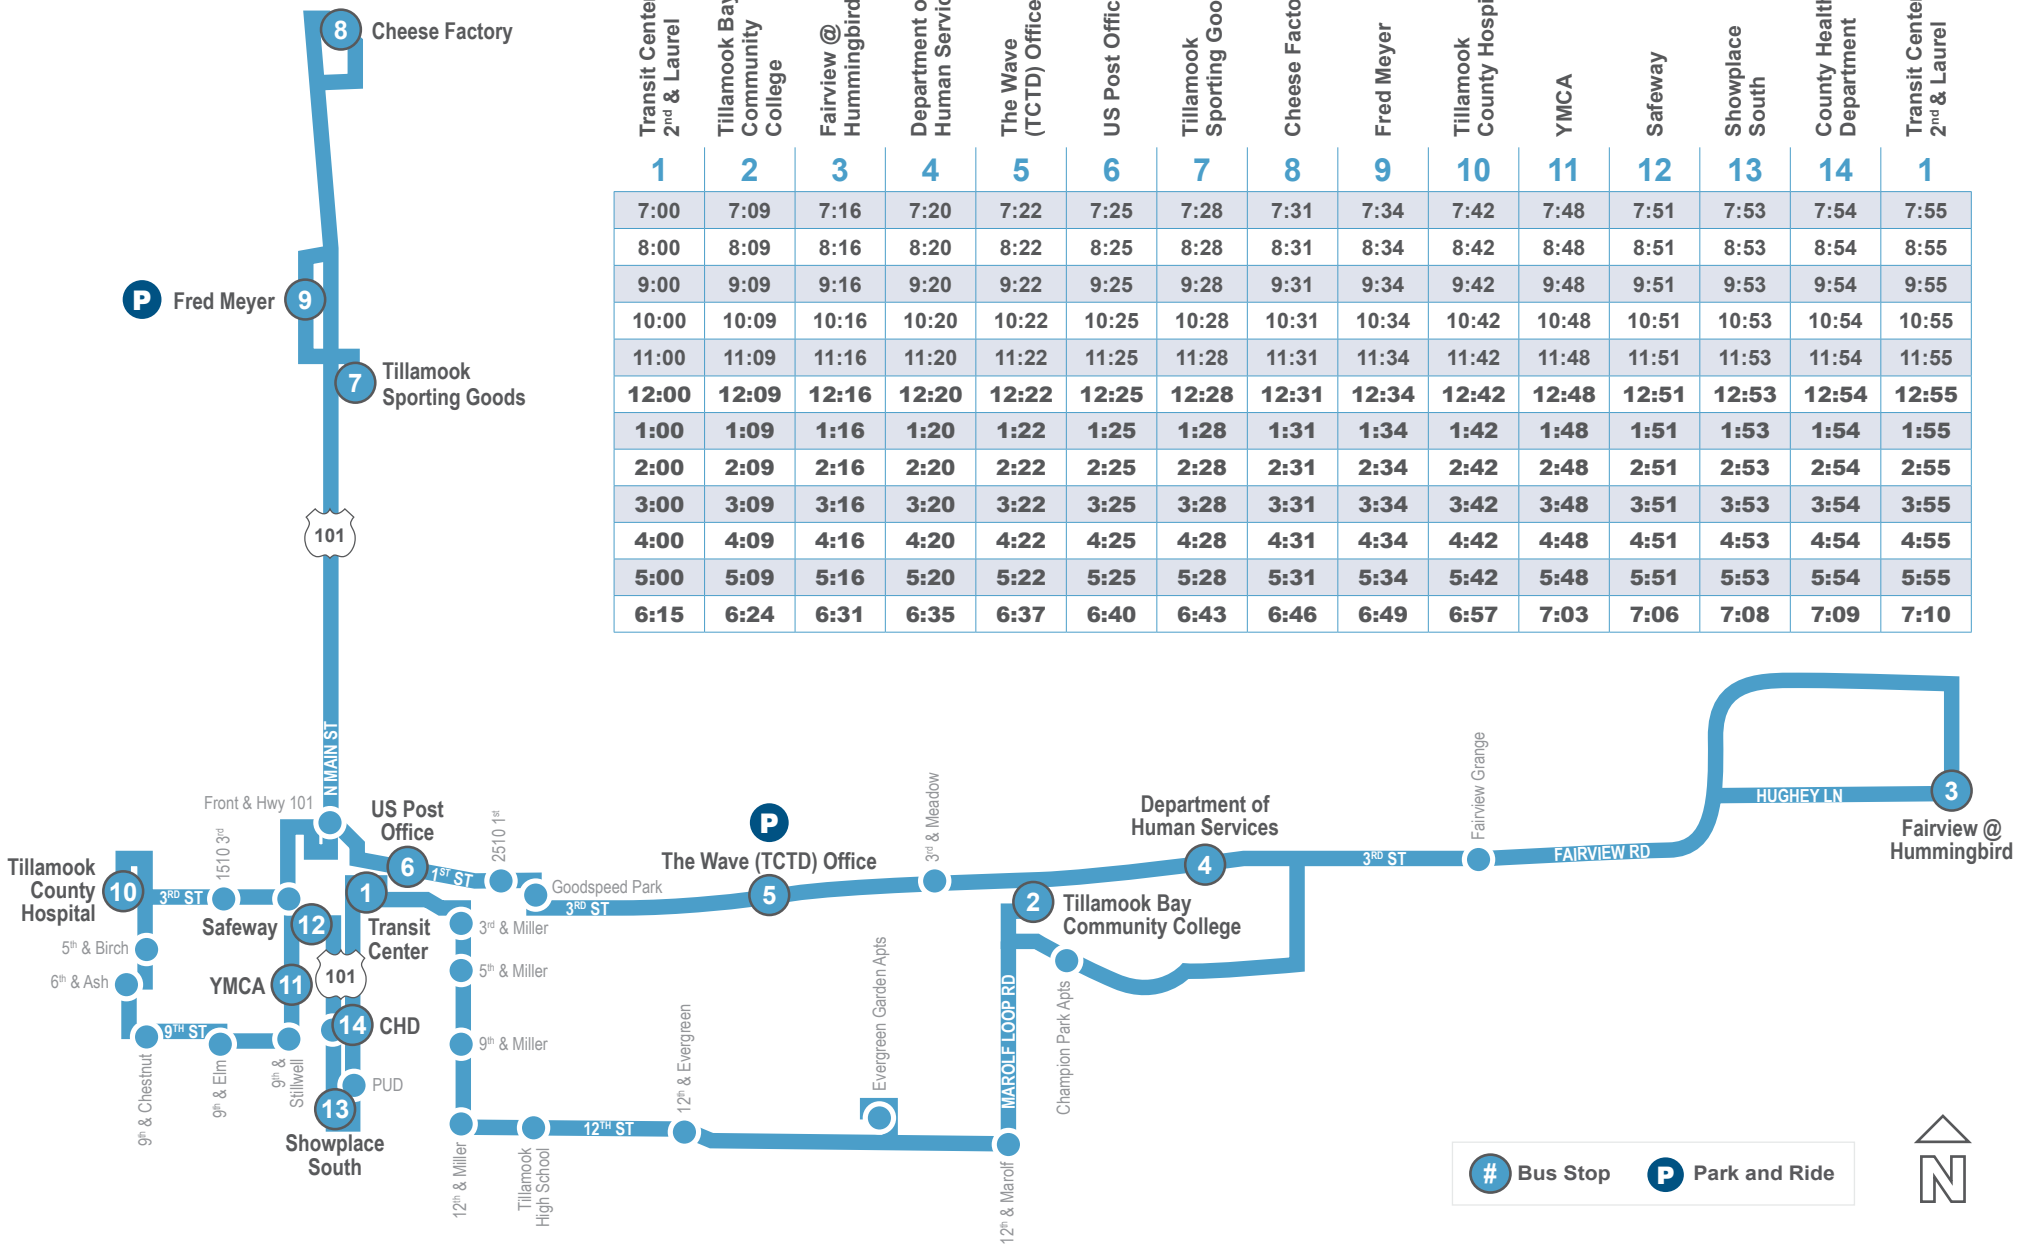 8 Cheese Factory
Transit Center
2nd & Laurel
Tillamook Bay
Community
College
Fairview @
Hummingbird
Department of
Human Services
The Wave
(TCTD) Office
US Post Office
Tillamook
Sporting Goods
Cheese Factory
Fred Meyer
Tillamook
County Hospital
YMCA
Safeway
Showplace
South
County Health
Department
Transit Center
2nd & Laurel
1 2 3 4 5 6 7 8 9 10 11 12 13 14 1
7:00 7:09 7:16 7:20 7:22 7:25 7:28 7:31 7:34 7:42 7:48 7:51 7:53 7:54 7:55
8:00 8:09 8:16 8:20 8:22 8:25 8:28 8:31 8:34 8:42 8:48 8:51 8:53 8:54 8:55
9:00 9:09 9:16 9:20 9:22 9:25 9:28 9:31 9:34 9:42 9:48 9:51 9:53 9:54 9:55
10:00 10:09 10:16 10:20 10:22 10:25 10:28 10:31 10:34 10:42 10:48 10:51 10:53 10:54 10:55
11:00 11:09 11:16 11:20 11:22 11:25 11:28 11:31 11:34 11:42 11:48 11:51 11:53 11:54 11:55
12:00 12:09 12:16 12:20 12:22 12:25 12:28 12:31 12:34 12:42 12:48 12:51 12:53 12:54 12:55
1:00 1:09 1:16 1:20 1:22 1:25 1:28 1:31 1:34 1:42 1:48 1:51 1:53 1:54 1:55
2:00 2:09 2:16 2:20 2:22 2:25 2:28 2:31 2:34 2:42 2:48 2:51 2:53 2:54 2:55
3:00 3:09 3:16 3:20 3:22 3:25 3:28 3:31 3:34 3:42 3:48 3:51 3:53 3:54 3:55
4:00 4:09 4:16 4:20 4:22 4:25 4:28 4:31 4:34 4:42 4:48 4:51 4:53 4:54 4:55
5:00 5:09 5:16 5:20 5:22 5:25 5:28 5:31 5:34 5:42 5:48 5:51 5:53 5:54 5:55
6:15 6:24 6:31 6:35 6:37 6:40 6:43 6:46 6:49 6:57 7:03 7:06 7:08 7:09 7:10
P Fred Meyer 9
7 Tillamook
Sporting Goods
101
N MAIN ST
Front & Hwy 101
US Post
Office
6
1ST ST
2510 1st
Goodspeed Park
3RD ST
P
The Wave (TCTD) Office
5
3rd & Meadow
Department of
Human Services
4
3RD ST
Fairview Grange
FAIRVIEW RD
HUGHEY LN
3
Fairview @
Hummingbird
Tillamook
County
Hospital
10
3RD ST
1510 3rd
Safeway 12
1
Transit
Center
3rd & Miller
2 Tillamook Bay
Community College
5th & Birch
6th & Ash
YMCA 11
101
5th & Miller
Evergreen Garden Apts
MAROLF LOOP RD
Champion Park Apts
9TH ST
14 CHD
9th & Miller
12th & Evergreen
9th & Chestnut
9th & Elm
9th &
Stillwell
PUD
13
Showplace
South
12TH ST
12th & Miller
Tillamook
High School
12th & Marolf
# Bus Stop P Park and Ride
N